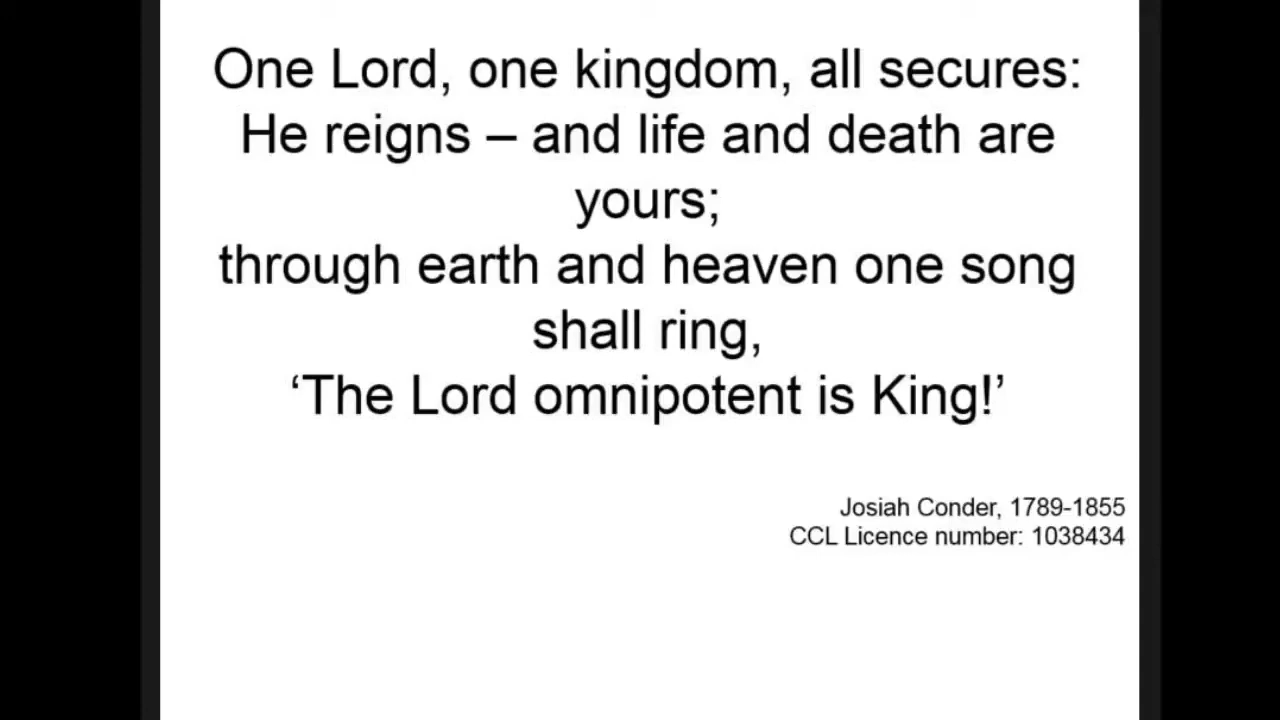 One Lord, one kingdom, all secures:
He reigns – and life and death are
yours;
through earth and heaven one song
shall ring,
‘The Lord omnipotent is King!’
Josiah Conder, 1789-1855
CCL Licence number: 1038434